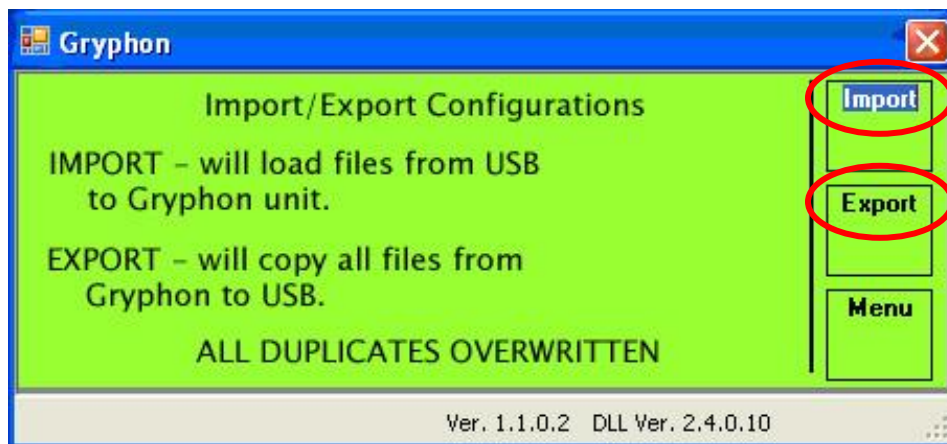 Gryphon
Import/Export Configurations
IMPORT – will load files from USB
to Gryphon unit.
EXPORT – will copy all files from
Gryphon to USB.
ALL DUPLICATES OVERWRITTEN
Import
Export
Menu
Ver. 1.1.0.2 DLL Ver. 2.4.0.10